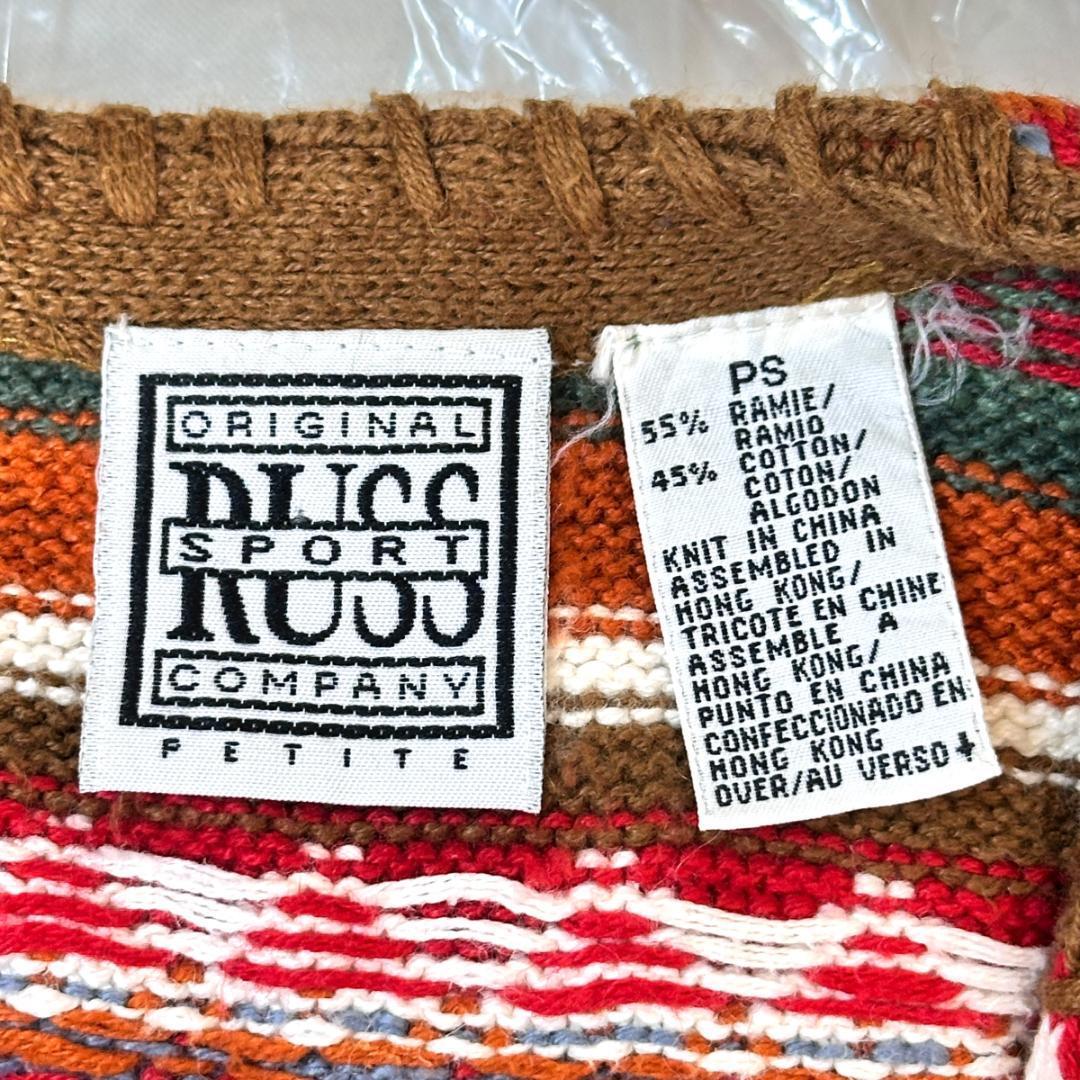 ORIGINAL
RUSS
SPORT
RUSS
COMPANY
PETITE
PS
55% RAMIE/
RAMIO
45% COTTON/
COTON/
ALGODON
KNIT IN CHINA
ASSEMBLED IN
HONG KONG/
TRICOTE EN CHINE
ASSEMBLE A
HONG KONG/
PUNTO EN CHINA
CONFECCIONADO EN
HONG KONG
OVER/AU VERSO